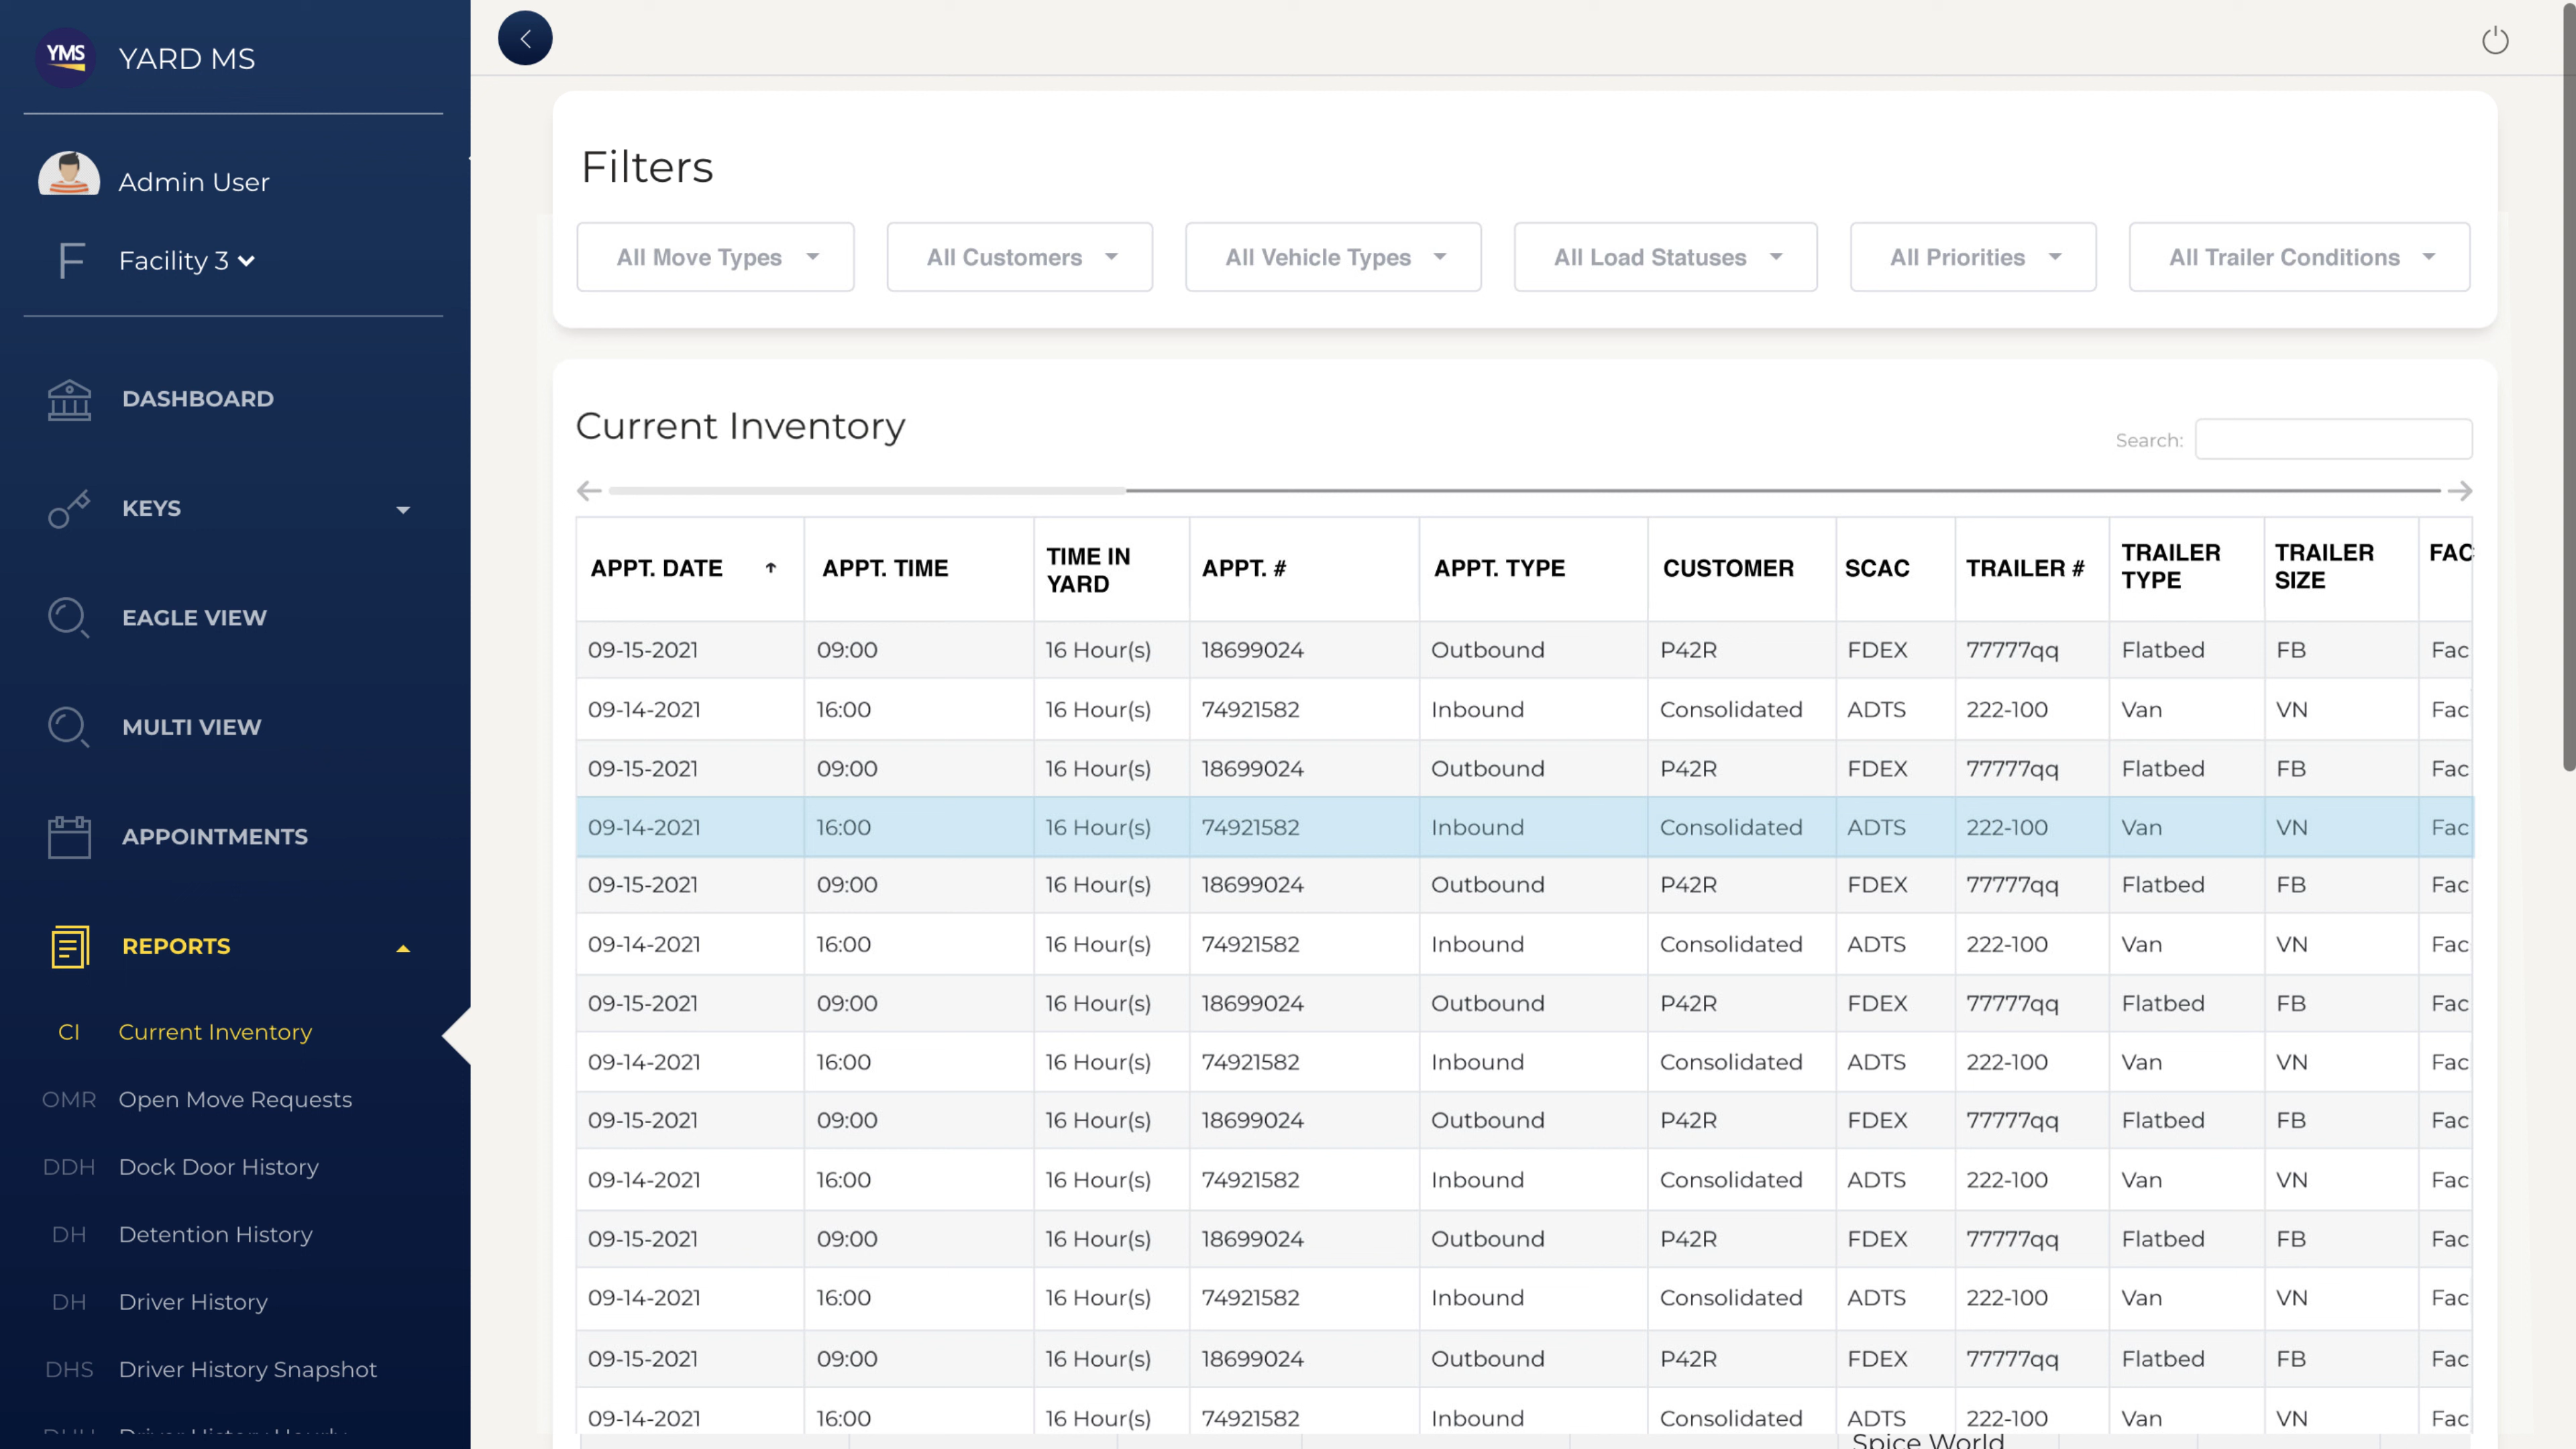 YMS YARD MS
Admin User
F Facility 3
DASHBOARD
KEYS
EAGLE VIEW
MULTI VIEW
APPOINTMENTS
REPORTS
CI Current Inventory
OMR Open Move Requests
DDH Dock Door History
DH Detention History
DH Driver History
DHS Driver History Snapshot
Filters
All Move Types All Customers All Vehicle Types All Load Statuses All Priorities All Trailer Conditions
Current Inventory
Search:
APPT. DATE APPT. TIME TIME IN YARD APPT. # APPT. TYPE CUSTOMER SCAC TRAILER # TRAILER TYPE TRAILER SIZE FAC
09-15-2021 09:00 16 Hour(s) 18699024 Outbound P42R FDEX 77777qq Flatbed FB Fac
09-14-2021 16:00 16 Hour(s) 74921582 Inbound Consolidated ADTS 222-100 Van VN Fac
09-15-2021 09:00 16 Hour(s) 18699024 Outbound P42R FDEX 77777qq Flatbed FB Fac
09-14-2021 16:00 16 Hour(s) 74921582 Inbound Consolidated ADTS 222-100 Van VN Fac
09-15-2021 09:00 16 Hour(s) 18699024 Outbound P42R FDEX 77777qq Flatbed FB Fac
09-14-2021 16:00 16 Hour(s) 74921582 Inbound Consolidated ADTS 222-100 Van VN Fac
09-15-2021 09:00 16 Hour(s) 18699024 Outbound P42R FDEX 77777qq Flatbed FB Fac
09-14-2021 16:00 16 Hour(s) 74921582 Inbound Consolidated ADTS 222-100 Van VN Fac
09-15-2021 09:00 16 Hour(s) 18699024 Outbound P42R FDEX 77777qq Flatbed FB Fac
09-14-2021 16:00 16 Hour(s) 74921582 Inbound Consolidated ADTS 222-100 Van VN Fac
09-15-2021 09:00 16 Hour(s) 18699024 Outbound P42R FDEX 77777qq Flatbed FB Fac
09-14-2021 16:00 16 Hour(s) 74921582 Inbound Consolidated ADTS 222-100 Van VN Fac
09-15-2021 09:00 16 Hour(s) 18699024 Outbound P42R FDEX 77777qq Flatbed FB Fac
09-14-2021 16:00 16 Hour(s) 74921582 Inbound Consolidated ADTS 222-100 Van VN Fac
Spice World